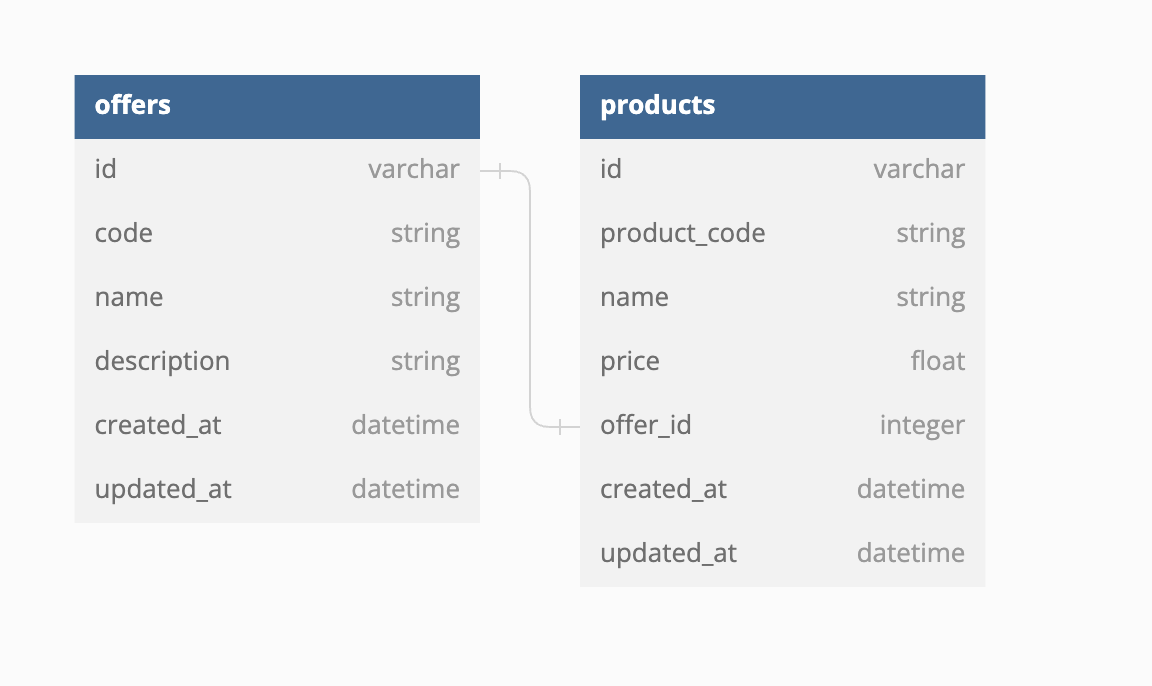 offers
id varchar
code string
name string
description string
created_at datetime
updated_at datetime
products
id varchar
product_code string
name string
price float
offer_id integer
created_at datetime
updated_at datetime